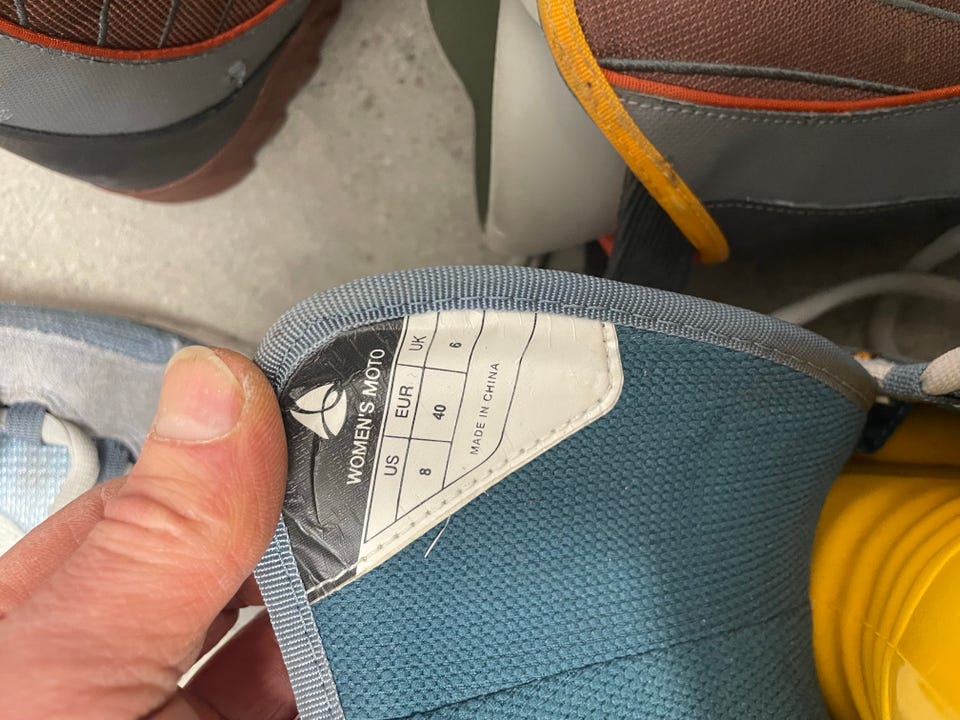 WOMEN'S MOTO
US EUR UK
8 40 6
MADE IN CHINA